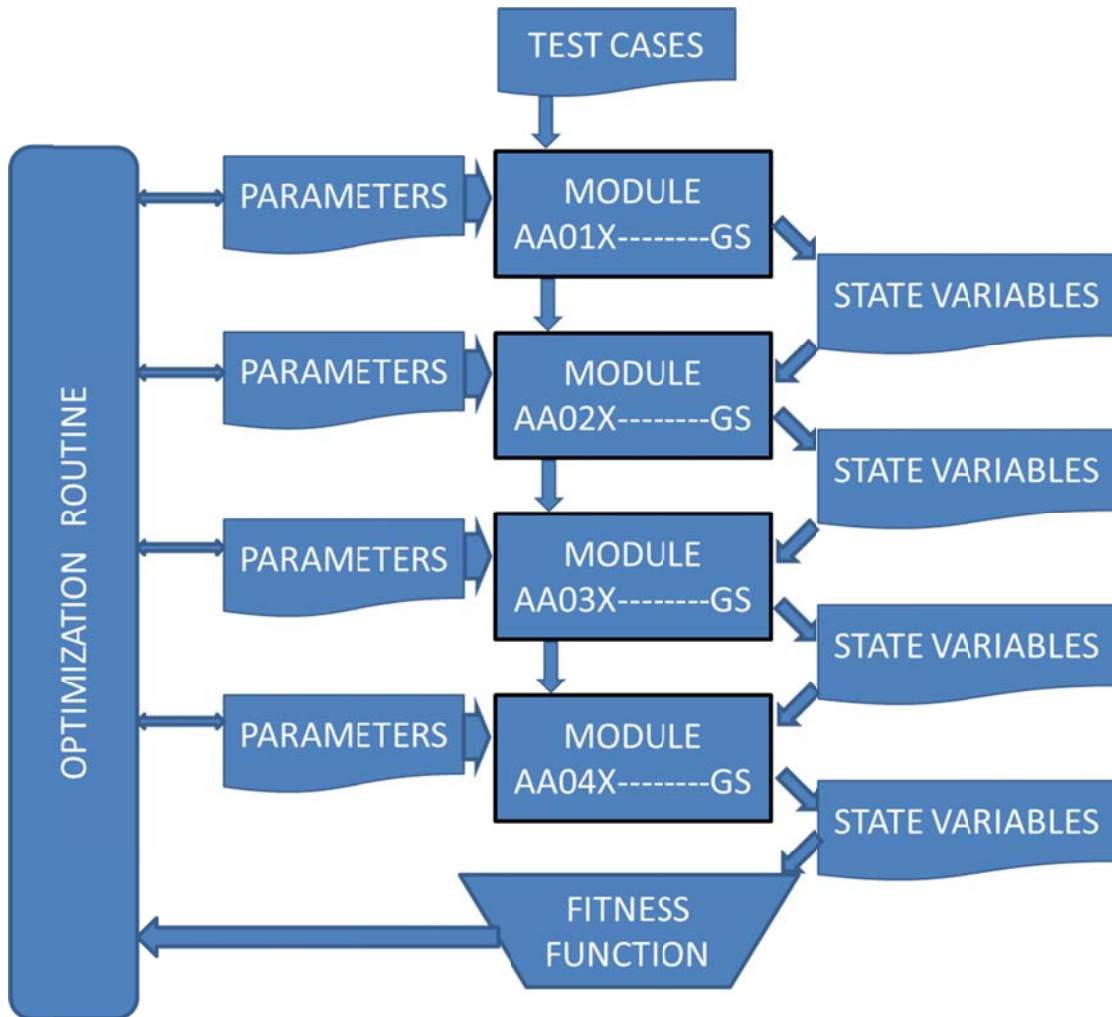 TEST CASES
OPTIMIZATION ROUTINE
PARAMETERS
MODULE
AA01X--------GS
STATE VARIABLES
PARAMETERS
MODULE
AA02X--------GS
STATE VARIABLES
PARAMETERS
MODULE
AA03X--------GS
STATE VARIABLES
PARAMETERS
MODULE
AA04X--------GS
STATE VARIABLES
FITNESS
FUNCTION